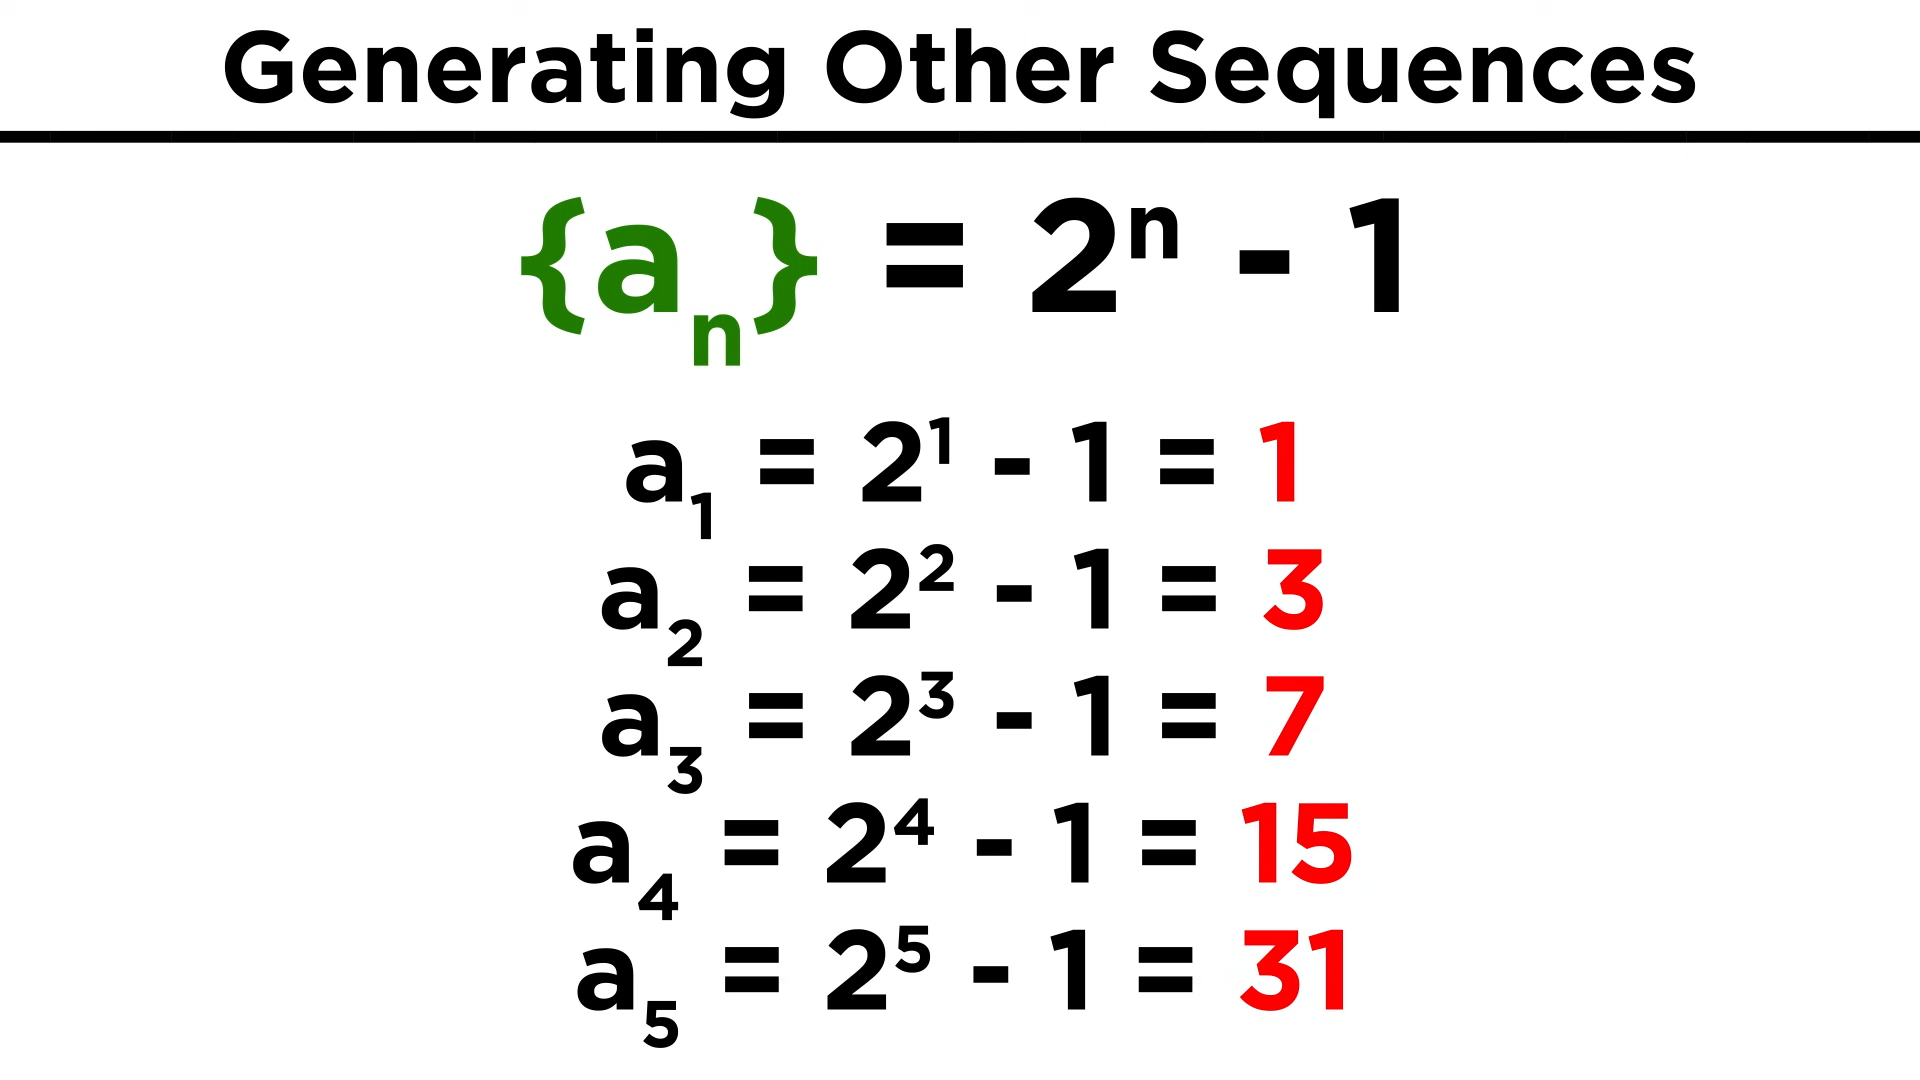 Generating Other Sequences
{aₙ} = 2ⁿ - 1
a₁ = 2¹ - 1 = 1
a₂ = 2² - 1 = 3
a₃ = 2³ - 1 = 7
a₄ = 2⁴ - 1 = 15
a₅ = 2⁵ - 1 = 31